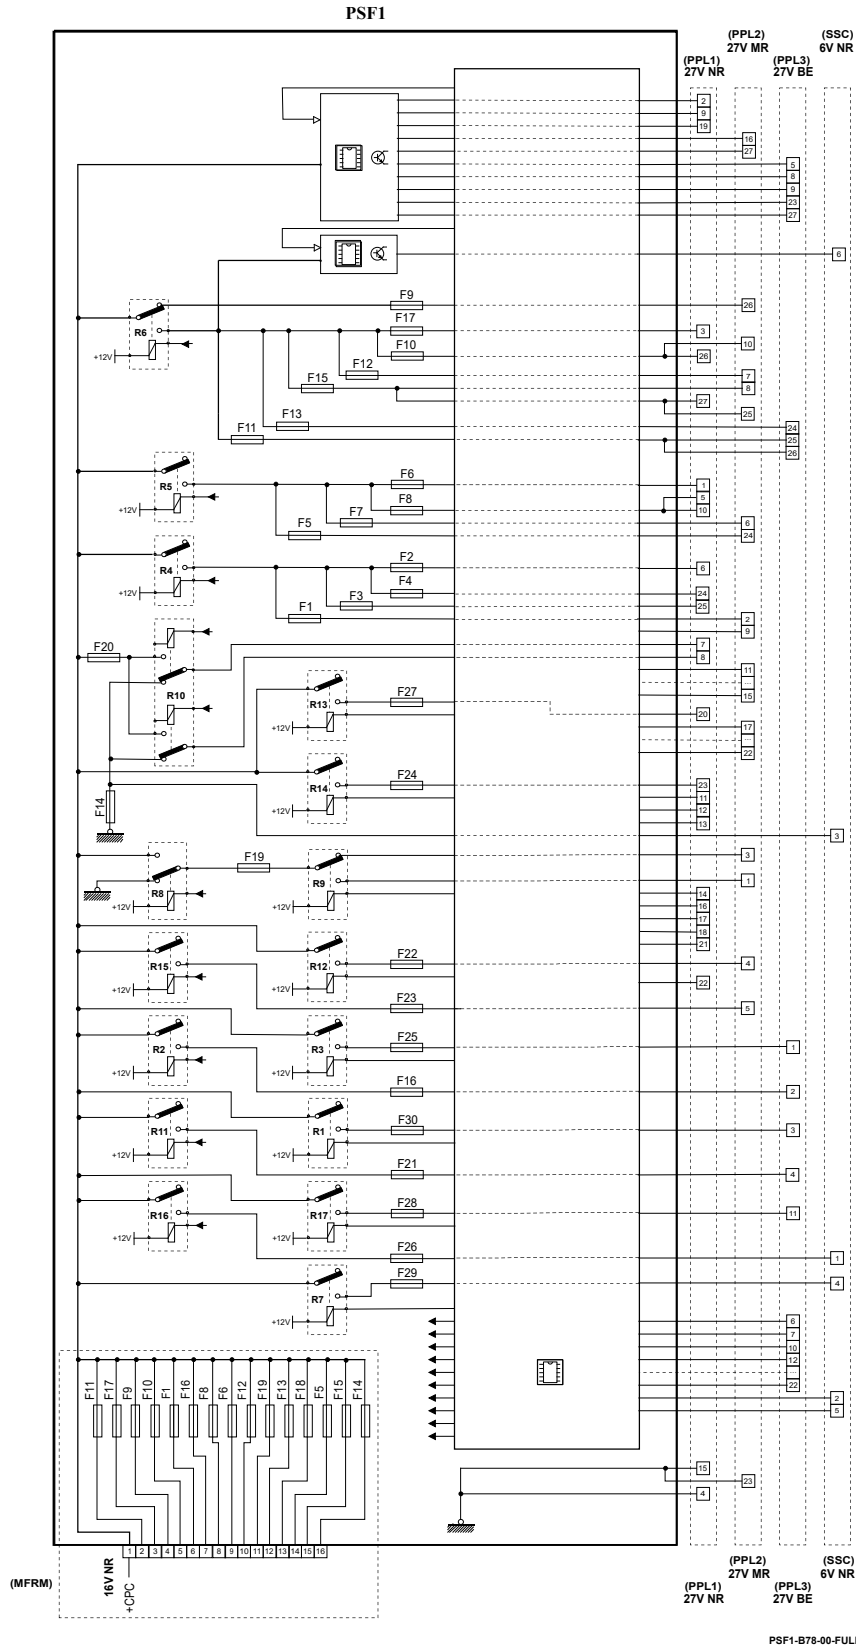 PSF1
(PPL1)
27V NR
(PPL2)
27V MR
(PPL3)
27V BE
(SSC)
6V NR
2
9
19
16
27
5
8
9
23
27
6
F9
26
R6
+12V
F17
3
10
F10
26
F12
7
F15
8
27
25
F13
24
F11
25
26
R5
+12V
F6
1
F8
5
10
F7
6
F5
24
R4
+12V
F2
6
F4
24
F3
25
F1
2
9
F20
7
8
R10
11
...
15
R13
+12V
F27
20
17
...
22
R14
+12V
F24
23
11
12
13
F14
3
R8
+12V
F19
R9
+12V
3
1
14
16
17
18
21
R15
+12V
R12
+12V
F22
4
22
F23
5
R2
+12V
R3
+12V
F25
1
F16
2
R11
+12V
R1
+12V
F30
3
F21
4
R16
+12V
R17
+12V
F28
11
F26
1
F29
4
R7
+12V
6
7
10
12
...
22
2
5
F11
F17
F9
F10
F1
F16
F8
F6
F12
F19
F13
F18
F5
F15
F14
15
23
4
1 2 3 4 5 6 7 8 9 10 11 12 13 14 15 16
16V NR
(MFRM)
+CPC
(PPL1)
27V NR
(PPL2)
27V MR
(PPL3)
27V BE
(SSC)
6V NR
PSF1-B78-00-FULL